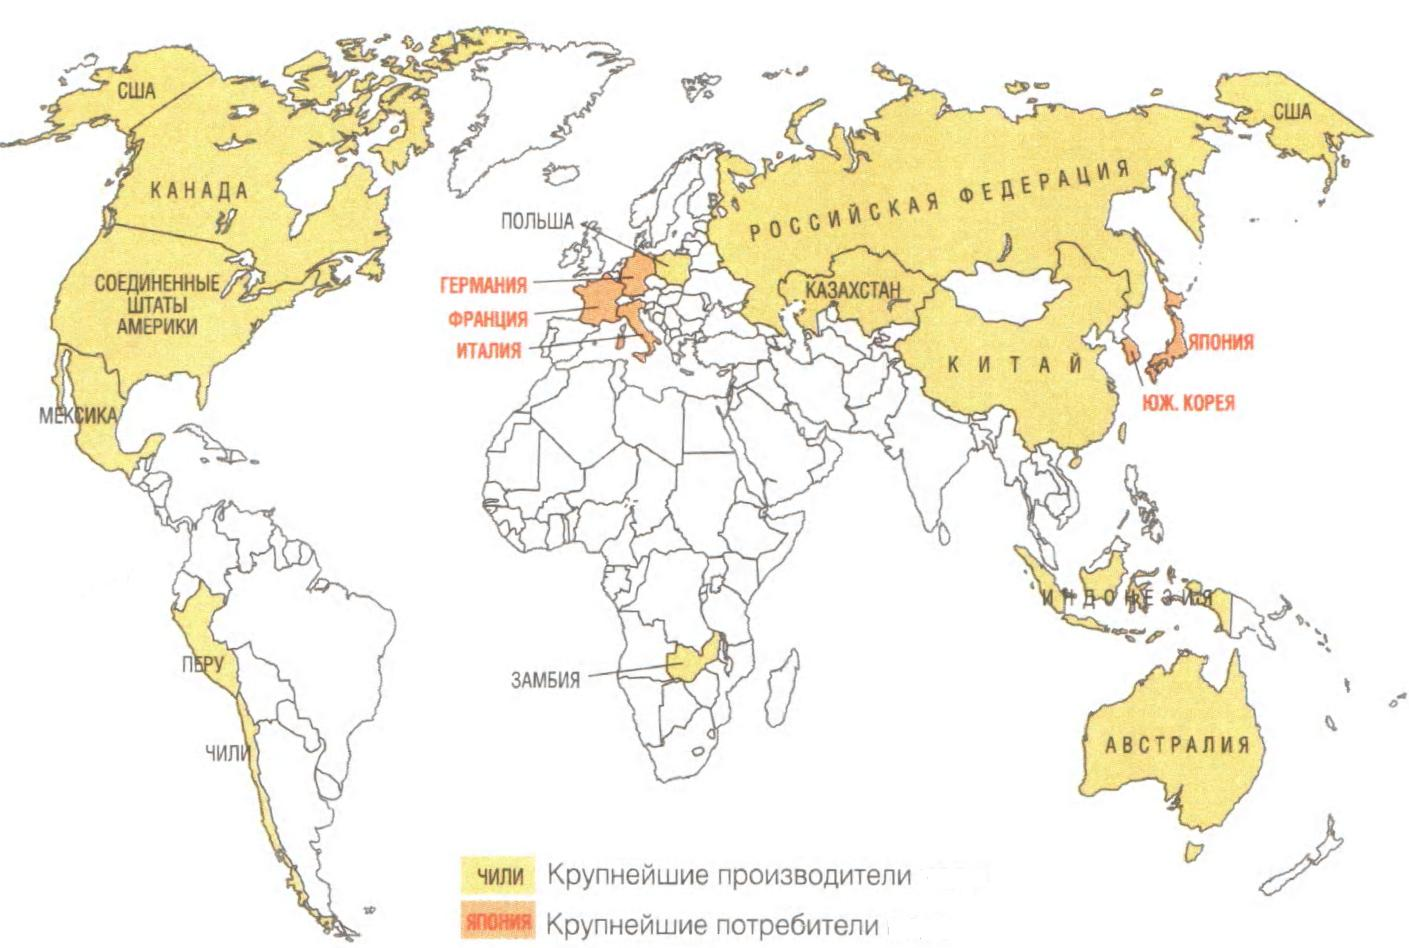 США
США
КАНАДА
РОССИЙСКАЯ ФЕДЕРАЦИЯ
ПОЛЬША
СОЕДИНЕННЫЕ
ШТАТЫ
АМЕРИКИ
ГЕРМАНИЯ
КАЗАХСТАН
ФРАНЦИЯ
ИТАЛИЯ
ЯПОНИЯ
КИТАЙ
МЕКСИКА
ЮЖ. КОРЕЯ
ИНДОНЕЗИЯ
ПЕРУ
ЗАМБИЯ
ЧИЛИ
АВСТРАЛИЯ
ЧИЛИ Крупнейшие производители
ЯПОНИЯ Крупнейшие потребители